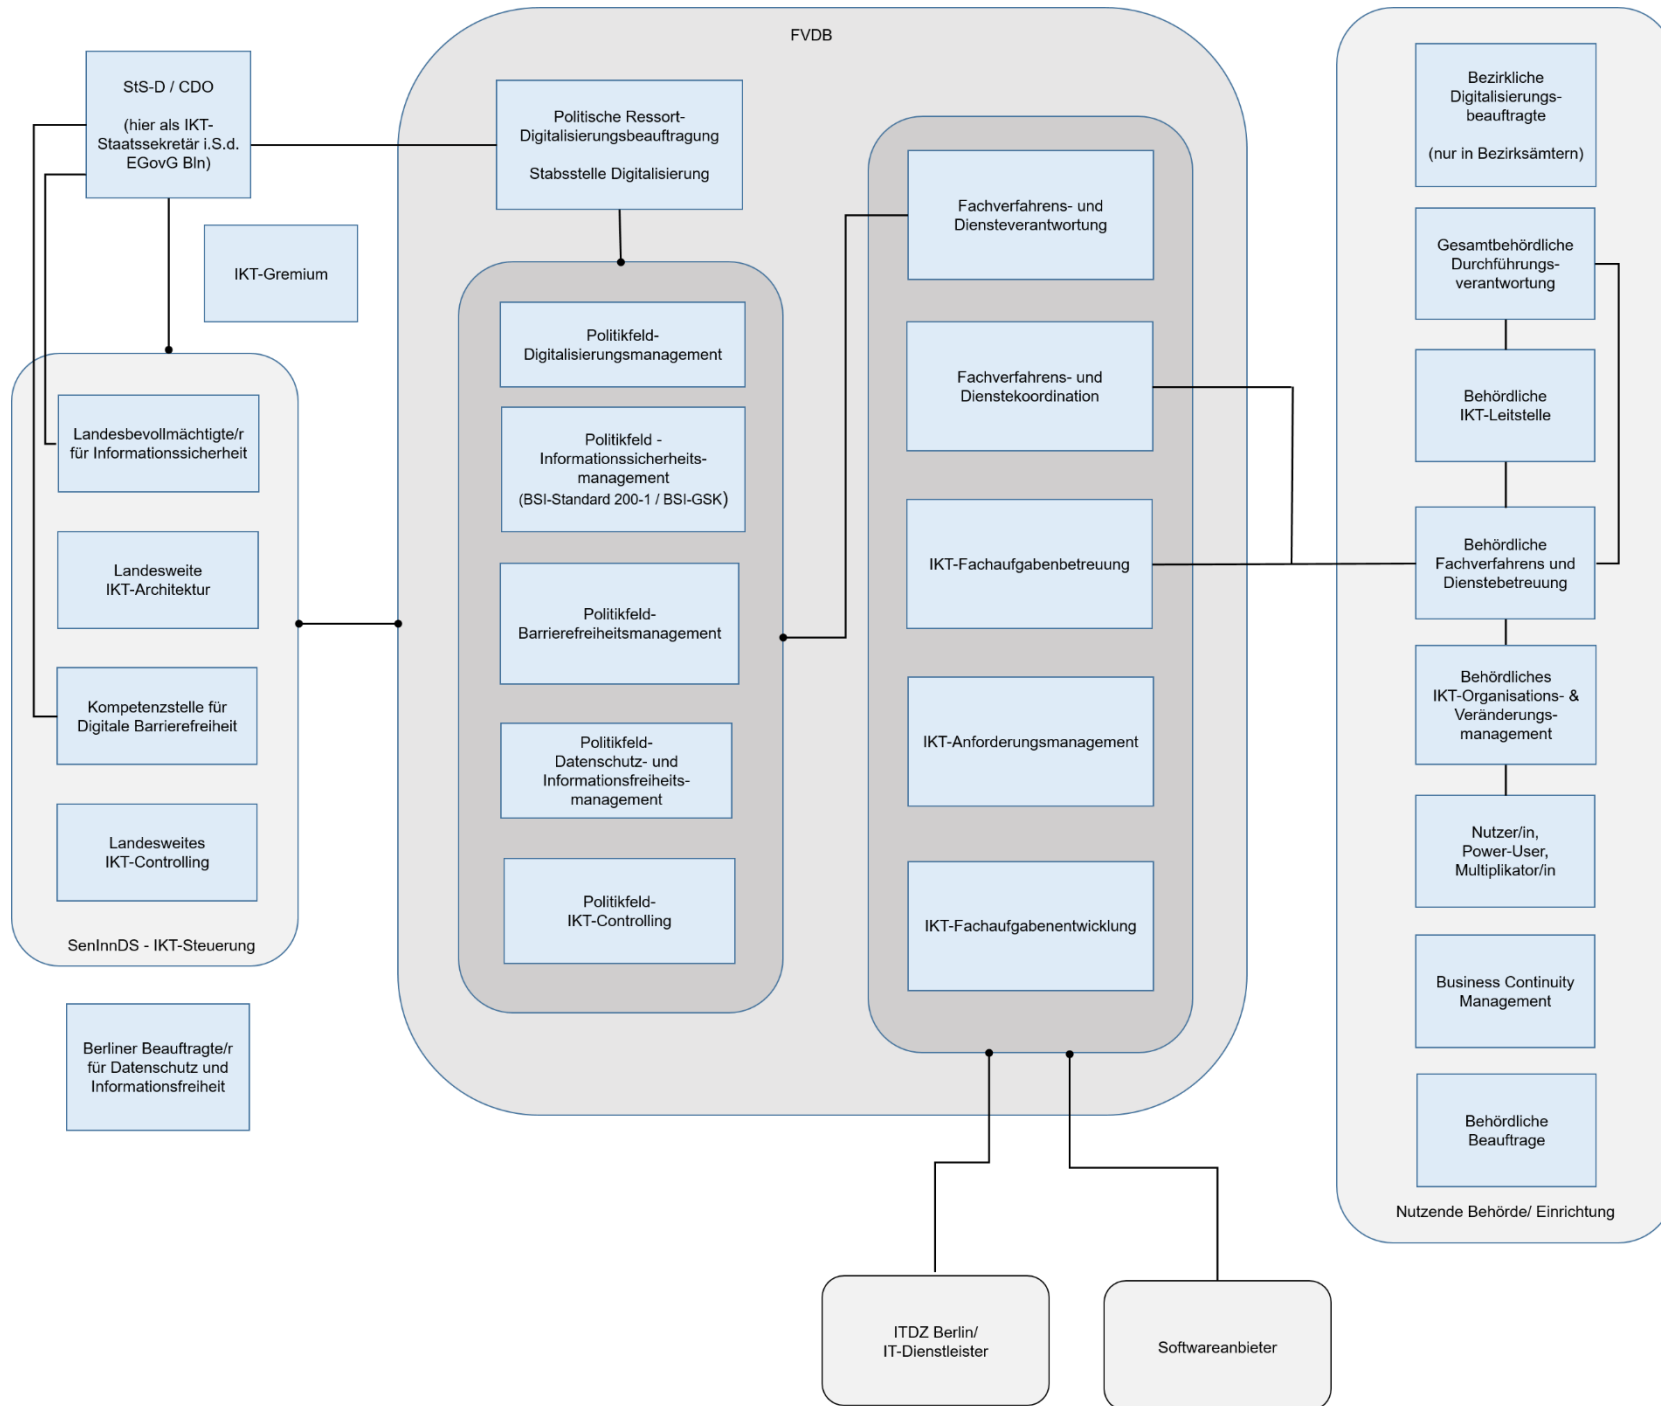 FVDB
StS-D / CDO
(hier als IKT-
Staatssekretär i.S.d.
EGovG Bln)
IKT-Gremium
Landesbevollmächtigte/r
für Informationssicherheit
Landesweite
IKT-Architektur
Kompetenzstelle für
Digitale Barrierefreiheit
Landesweites
IKT-Controlling
SenInnDS - IKT-Steuerung
Berliner Beauftragte/r
für Datenschutz und
Informationsfreiheit
Politische Ressort-
Digitalisierungsbeauftragung
Stabsstelle Digitalisierung
Politikfeld-
Digitalisierungsmanagement
Politikfeld -
Informationssicherheits-
management
(BSI-Standard 200-1 / BSI-GSK)
Politikfeld-
Barrierefreiheitsmanagement
Politikfeld-
Datenschutz- und
Informationsfreiheits-
management
Politikfeld-
IKT-Controlling
Fachverfahrens- und
Diensteverantwortung
Fachverfahrens- und
Dienstekoordination
IKT-Fachaufgabenbetreuung
IKT-Anforderungsmanagement
IKT-Fachaufgabenentwicklung
Bezirkliche
Digitalisierungs-
beauftragte
(nur in Bezirksämtern)
Gesamtbehördliche
Durchführungs-
verantwortung
Behördliche
IKT-Leitstelle
Behördliche
Fachverfahrens und
Dienstebetreuung
Behördliches
IKT-Organisations- &
Veränderungs-
management
Nutzer/in,
Power-User,
Multiplikator/in
Business Continuity
Management
Behördliche
Beauftrage
Nutzende Behörde/ Einrichtung
ITDZ Berlin/
IT-Dienstleister
Softwareanbieter